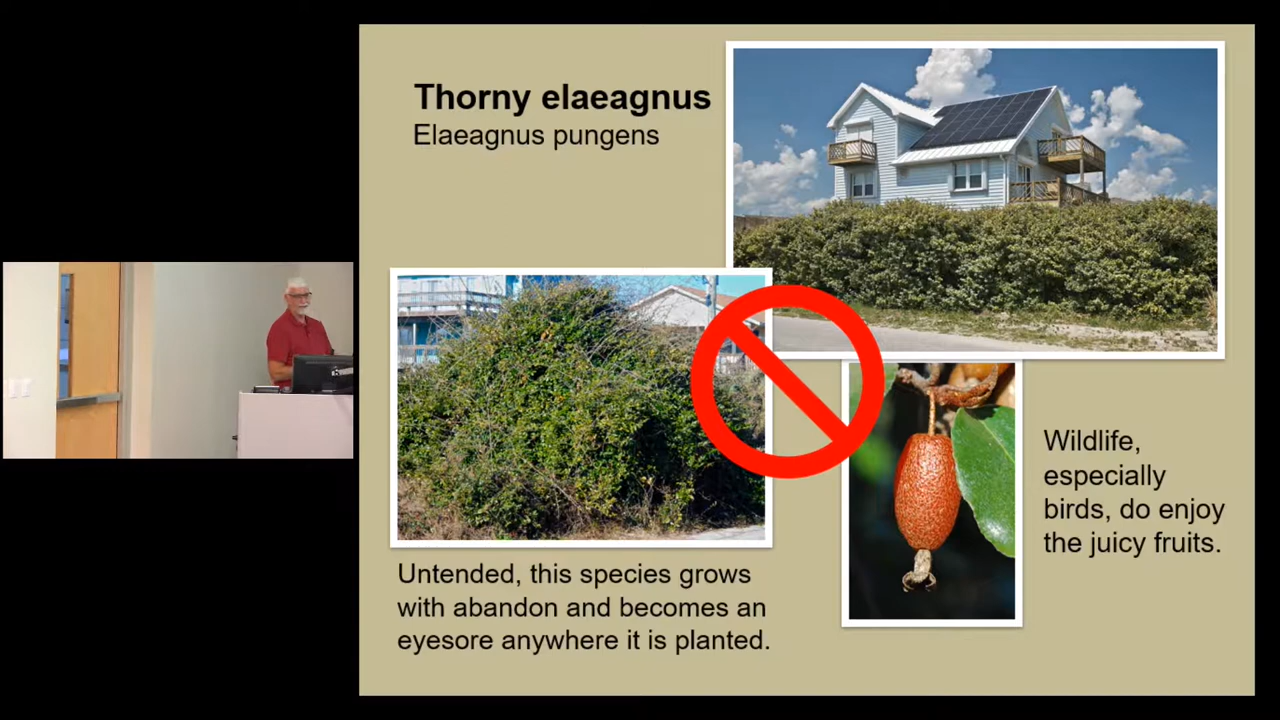 Thorny elaeagnus
Elaeagnus pungens
Wildlife,
especially
birds, do enjoy
the juicy fruits.
Untended, this species grows
with abandon and becomes an
eyesore anywhere it is planted.